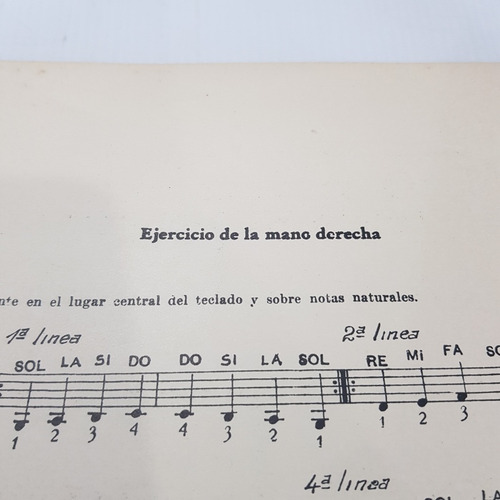 Ejercicio de la mano derecha
en el lugar central del teclado y sobre notas naturales.
1ª línea 2ª línea
SOL LA SI DO DO SI LA SOL RE Mi FA
1 2 3 4 4 3 2 1 1 2 3
4ª línea
LA